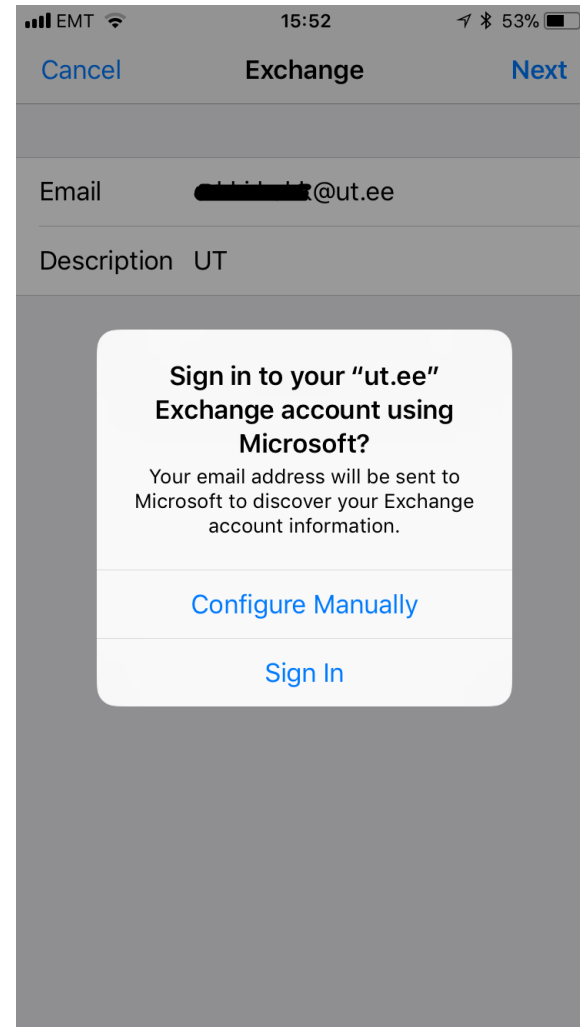 EMT 15:52 53%
Cancel Exchange Next
Email @ut.ee
Description UT
Sign in to your “ut.ee”
Exchange account using
Microsoft?
Your email address will be sent to
Microsoft to discover your Exchange
account information.
Configure Manually
Sign In